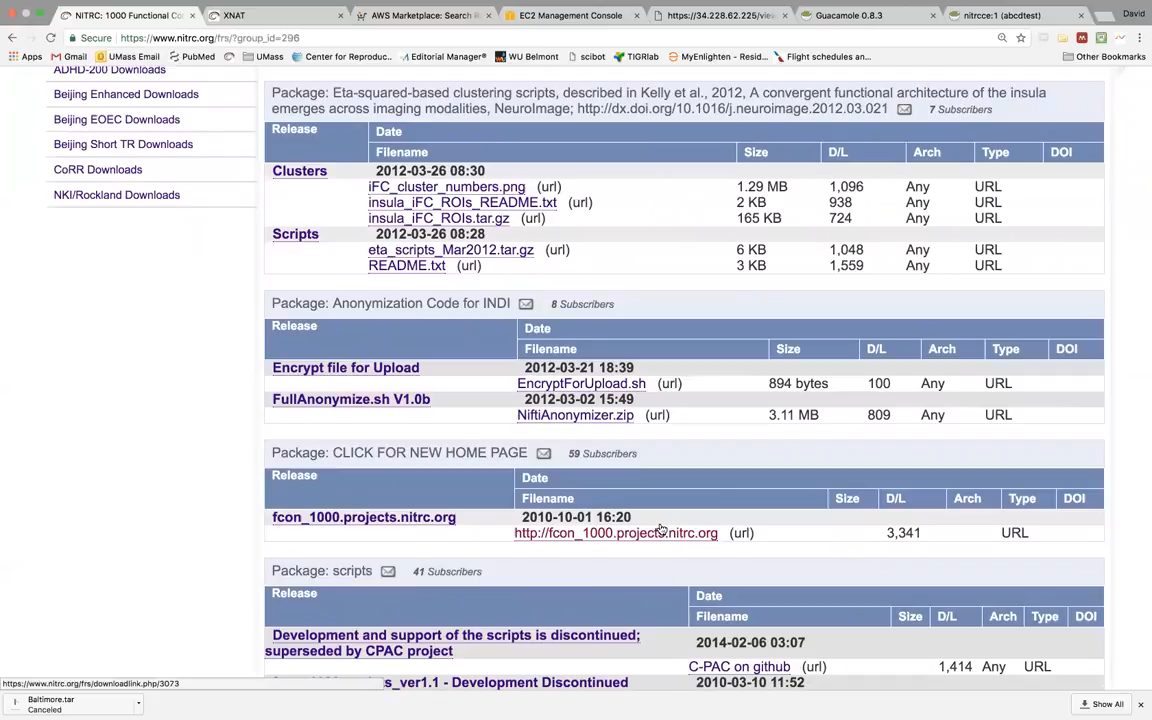 NITRC: 1000 Functional Co
XNAT
AWS Marketplace: Search R
EC2 Management Console
https://34.228.62.225/view
Guacamole 0.8.3
nitrcce:1 (abcdtest)
David
Secure
https://www.nitrc.org/frs/?group_id=296
Apps
Gmail
UMass Email
PubMed
UMass
Center for Reproduc..
Editorial Manager®
WU Belmont
scibot
TIGRlab
MyEnglish - Resid...
Flight schedules an...
Other Bookmarks
ADHD-200 Downloads
Beijing Enhanced Downloads
Beijing EOEC Downloads
Beijing Short TR Downloads
CoRR Downloads
NKI/Rockland Downloads
Package: Eta-squared-based clustering scripts, described in Kelly et al., 2012, A convergent functional architecture of the insula
emerges across imaging modalities, NeuroImage; http://dx.doi.org/10.1016/j.neuroimage.2012.03.021 7 Subscribers
Release Date
Filename Size D/L Arch Type DOI
Clusters 2012-03-26 08:30
iFC_cluster_numbers.png (url) 1.29 MB 1,096 Any URL
insula_iFC_ROIs_README.txt (url) 2 KB 938 Any URL
insula_iFC_ROIs.tar.gz (url) 165 KB 724 Any URL
Scripts 2012-03-26 08:28
eta_scripts_Mar2012.tar.gz (url) 6 KB 1,048 Any URL
README.txt (url) 3 KB 1,559 Any URL
Package: Anonymization Code for INDI 8 Subscribers
Release Date
Filename Size D/L Arch Type DOI
Encrypt file for Upload 2012-03-21 18:39
EncryptForUpload.sh (url) 894 bytes 100 Any URL
FullAnonymize.sh V1.0b 2012-03-02 15:49
NiftiAnonymizer.zip (url) 3.11 MB 809 Any URL
Package: CLICK FOR NEW HOME PAGE 59 Subscribers
Release Date
Filename Size D/L Arch Type DOI
fcon_1000.projects.nitrc.org 2010-10-01 16:20
http://fcon_1000.projects.nitrc.org (url) 3,341 URL
Package: scripts 41 Subscribers
Release Date
Filename Size D/L Arch Type DOI
Development and support of the scripts is discontinued;
superseded by CPAC project 2014-02-06 03:07
C-PAC on github (url) 1,414 Any URL
s_ver1.1 - Development Discontinued 2010-03-10 11:52
https://www.nitrc.org/frs/downloadlink.php/3073
Baltimore.tar
Canceled
Show All